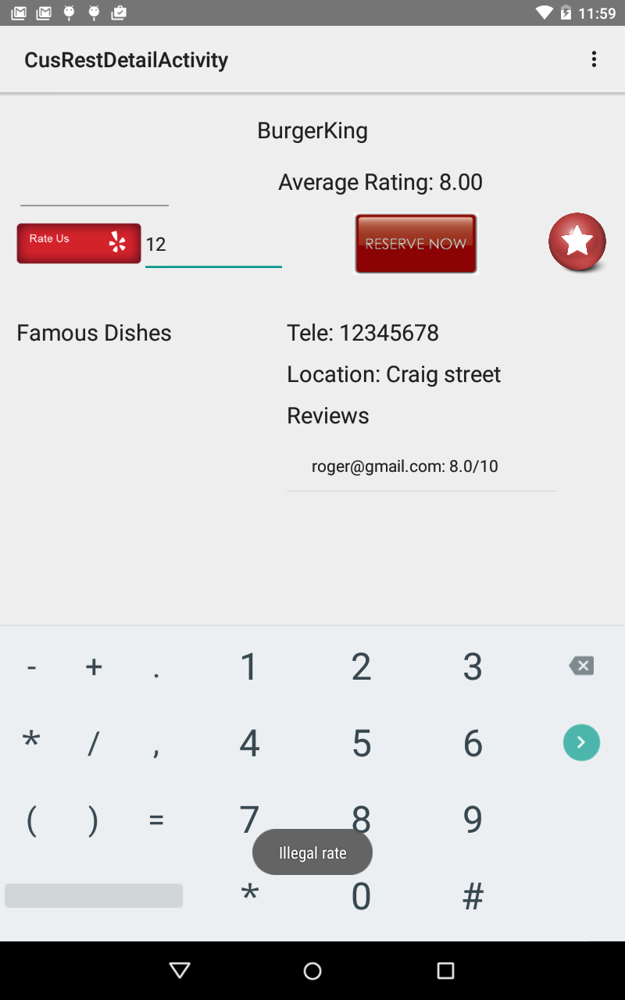 11:59
CusRestDetailActivity
BurgerKing
Average Rating: 8.00
Rate Us
12
RESERVE NOW
Famous Dishes
Tele: 12345678
Location: Craig street
Reviews
roger@gmail.com: 8.0/10
- + . 1 2 3
* / , 4 5 6
( ) = 7 8 9
Illegal rate
* 0 #